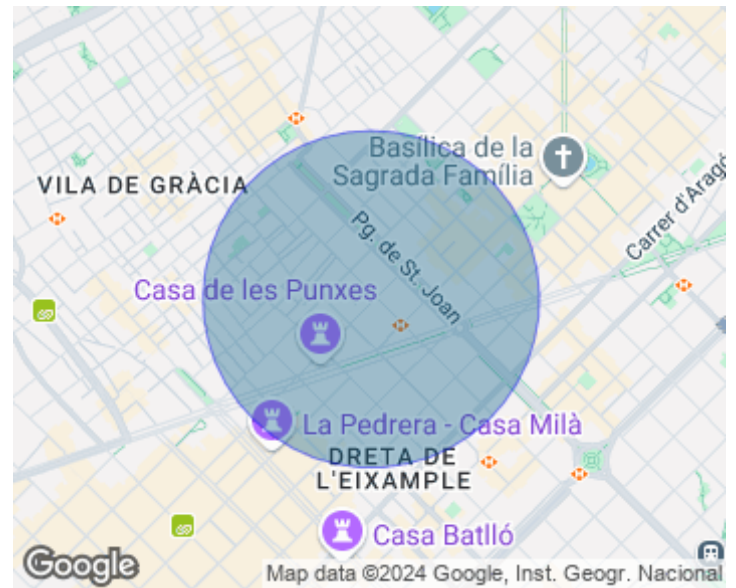 Basílica de la
Sagrada Família
VILA DE GRÀCIA
Carrer d'Aragó
Pg. de St. Joan
Casa de les Punxes
La Pedrera - Casa Milà
DRETA DE
L'EIXAMPLE
Casa Batlló
Google
Map data ©2024 Google, Inst. Geogr. Nacional